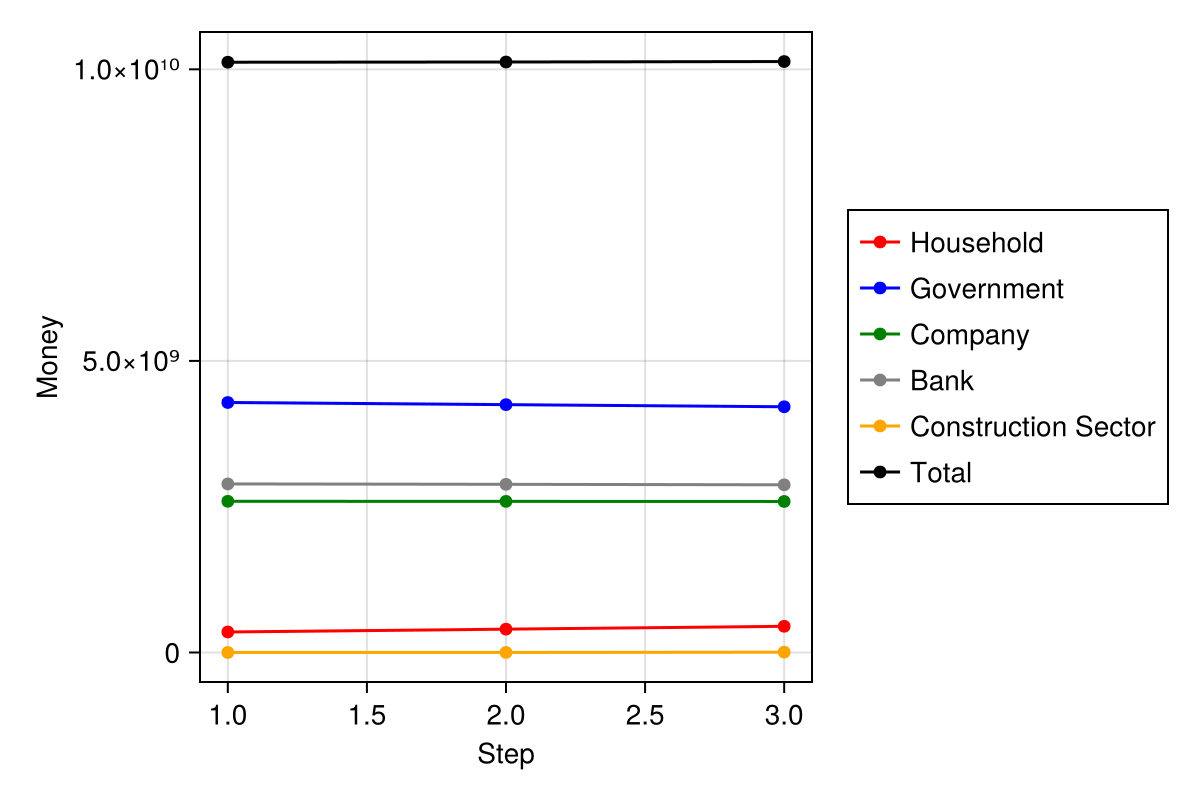 1.0×10¹⁰
5.0×10⁹
0
Money
1.0 1.5 2.0 2.5 3.0
Step
Household
Government
Company
Bank
Construction Sector
Total